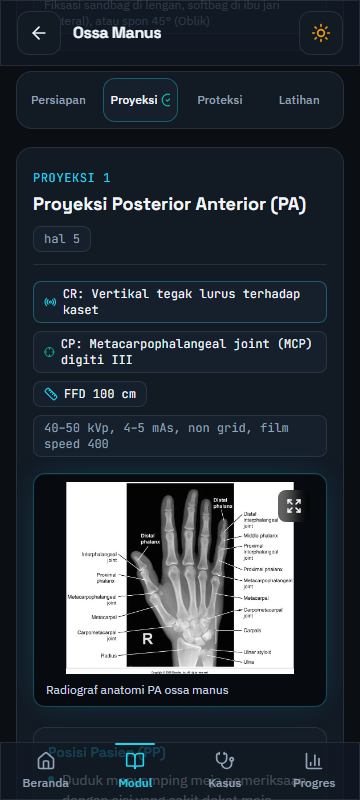 Fiksasi sandbag di lengan, softbag di ibu jari
(lateral), atau spon 45° (Oblik)
Ossa Manus
Persiapan
Proyeksi
Proteksi
Latihan
PROYEKSI 1
Proyeksi Posterior Anterior (PA)
hal 5
CR: Vertikal tegak lurus terhadap
kaset
CP: Metacarpophalangeal joint (MCP)
digiti III
FFD 100 cm
40–50 kVp, 4–5 mAs, non grid, film
speed 400
Distal
phalanx
Distal
phalanx
Interphalangeal
joint
Proximal
phalanx
Metacarpophalangeal
joint
Metacarpal
Carpometacarpal
joint
Radius
R
Distal
interphalangeal
joint
Middle phalanx
Proximal
interphalangeal
joint
Proximal phalanx
Metacarpophalangeal
joint
Metacarpal
Carpometacarpal
joint
Carpals
Ulnar styloid
Ulna
Radiograf anatomi PA ossa manus
Posisi Pasien (PP)
Duduk menyamping meja pemeriksaan
dengan sisi yang sakit dekat meja
Beranda
Modul
Kasus
Progres